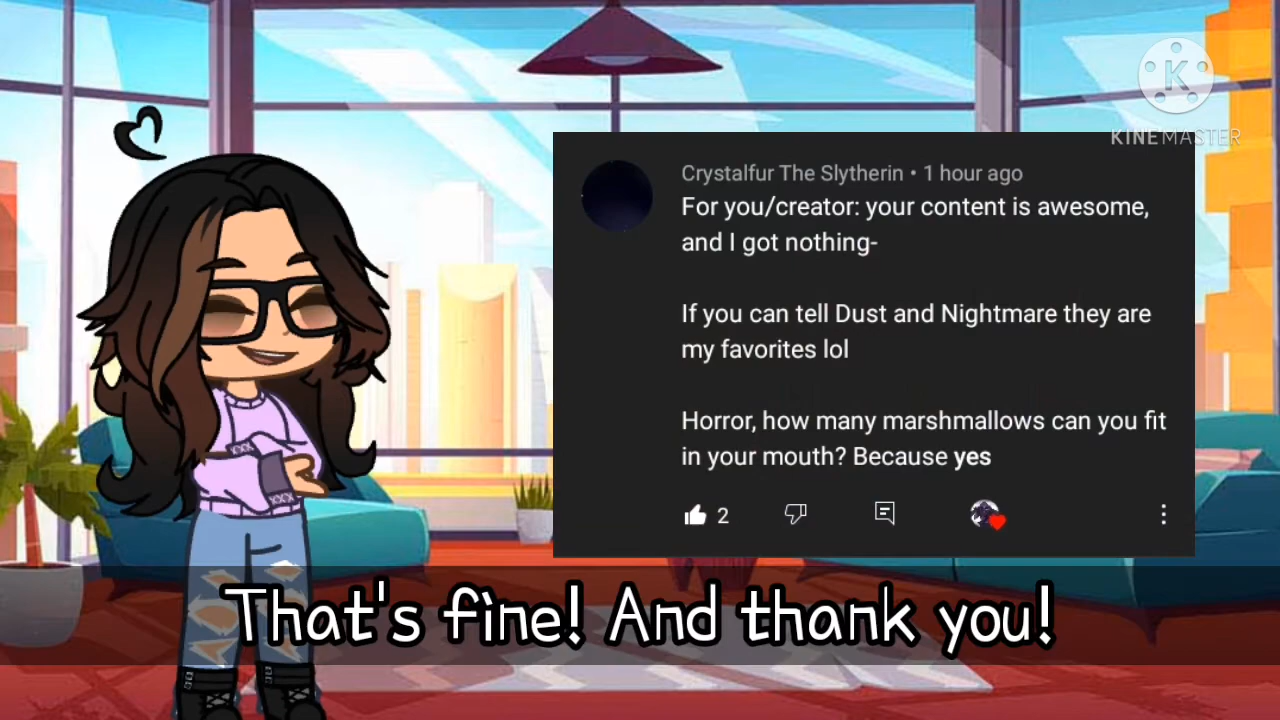 K
KINEMASTER
Crystalfur The Slytherin • 1 hour ago
For you/creator: your content is awesome,
and I got nothing-
If you can tell Dust and Nightmare they are
my favorites lol
Horror, how many marshmallows can you fit
in your mouth? Because yes
2
XXX
XXX
That's fine! And thank you!